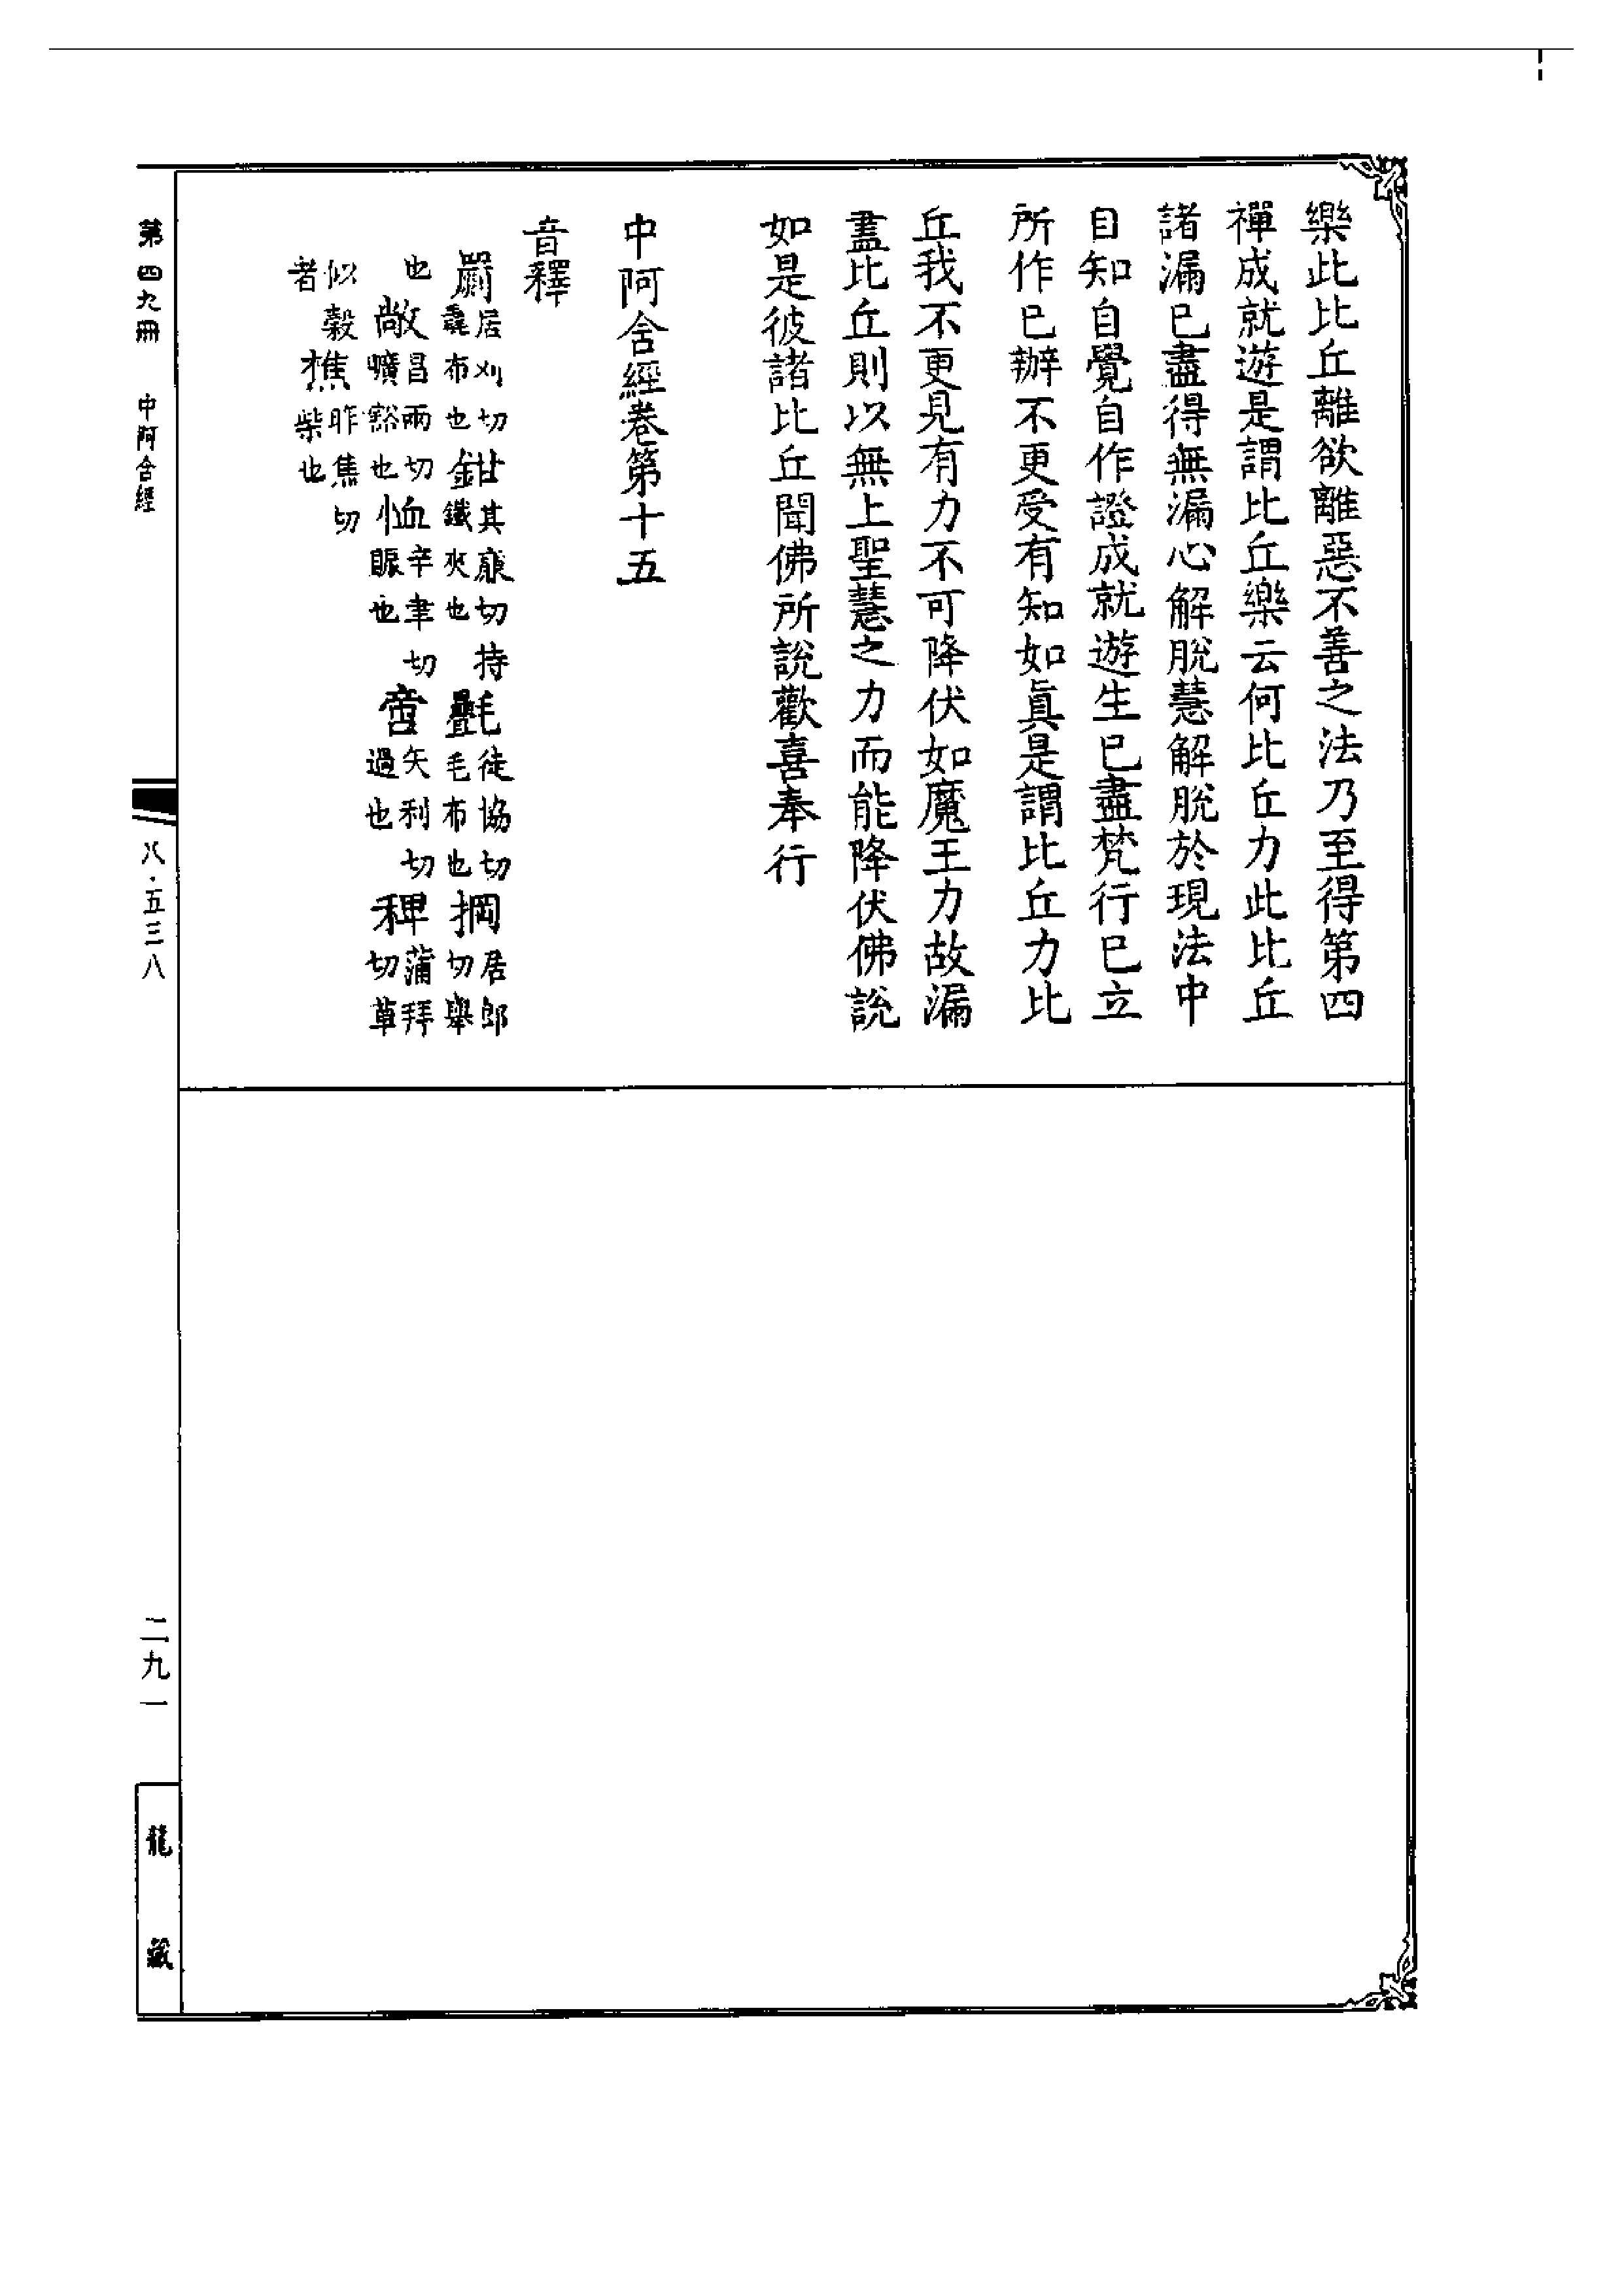 樂此比丘離欲離惡不善之法乃至得第四
禪成就遊是謂比丘樂云何比丘力此比丘
諸漏已盡得無漏心解脫慧解脫於現法中
自知自覺自作證成就遊生已盡梵行已立
所作已辦不更受有知如真是謂比丘力比
丘我不更見有力不可降伏如魔王力故漏
盡比丘則以無上聖慧之力而能降伏佛說
如是彼諸比丘聞佛所說歡喜奉行
中阿含經卷第十五
音釋
罽居刈切毳布也鉗其廉切持鐵夾也㲲徒協切毛布也掆居郎切舉
也敞昌兩切曠豁也恤辛聿切賑也啻矢利切過也稗蒲拜切草
似穀者樵昨焦切柴也
第四九冊 中阿含經
八·五三八
二九一
龍藏